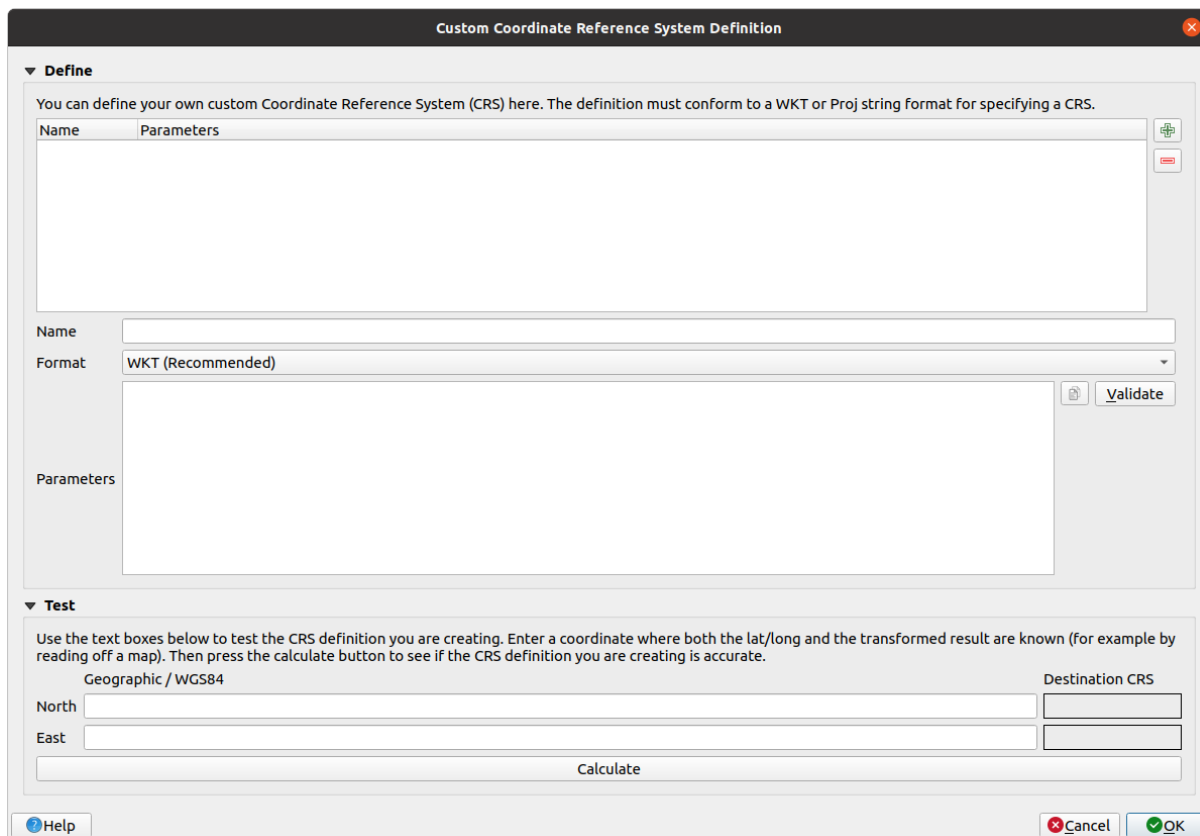 Custom Coordinate Reference System Definition
Define
You can define your own custom Coordinate Reference System (CRS) here. The definition must conform to a WKT or Proj string format for specifying a CRS.
Name Parameters
Name
Format WKT (Recommended)
Validate
Parameters
Test
Use the text boxes below to test the CRS definition you are creating. Enter a coordinate where both the lat/long and the transformed result are known (for example by
reading off a map). Then press the calculate button to see if the CRS definition you are creating is accurate.
Geographic / WGS84 Destination CRS
North
East
Calculate
Help Cancel OK